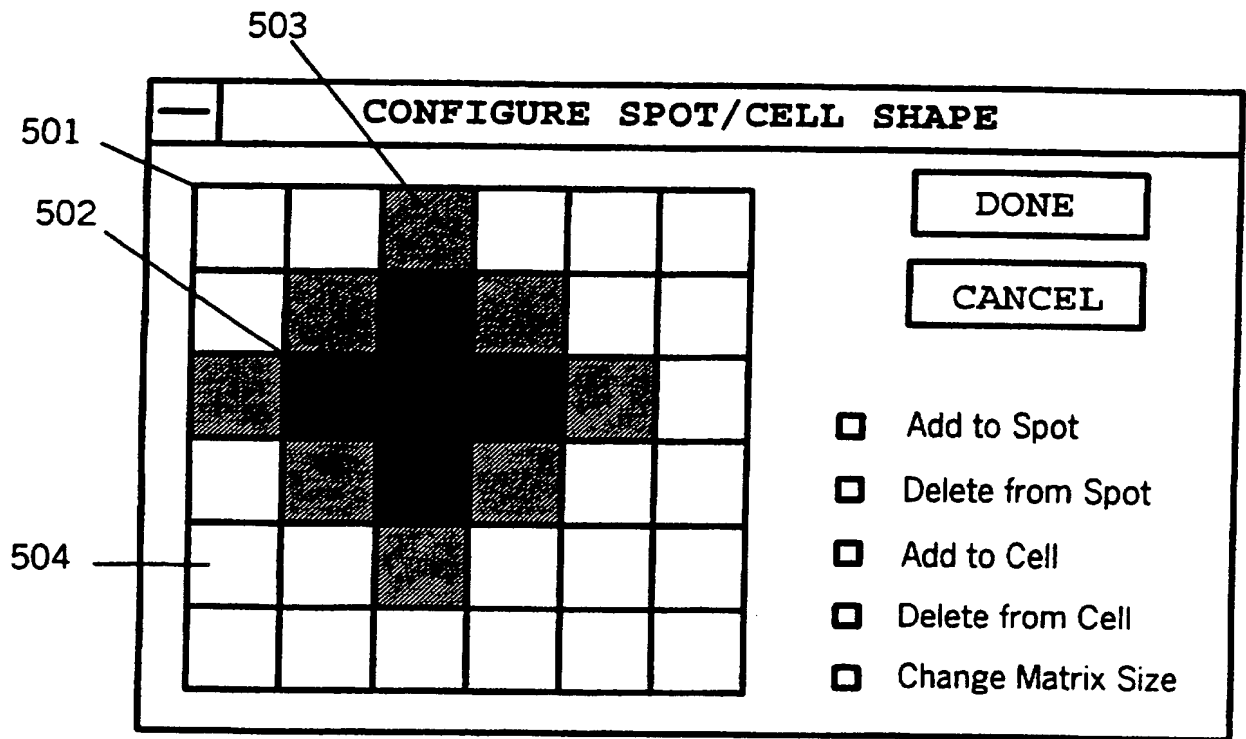 503
CONFIGURE SPOT/CELL SHAPE
501
502
504
DONE
CANCEL
Add to Spot
Delete from Spot
Add to Cell
Delete from Cell
Change Matrix Size